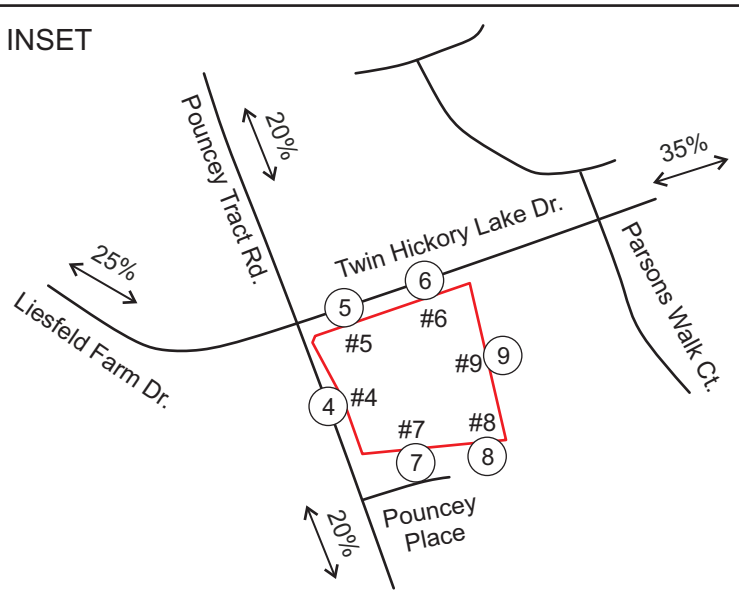 INSET
Pouncey Tract Rd.
20%
35%
Twin Hickory Lake Dr.
25%
Liesfeld Farm Dr.
Parsons Walk Ct.
5
6
#5
#6
#9
9
4
#4
#7
#8
7
8
Pouncey
Place
20%